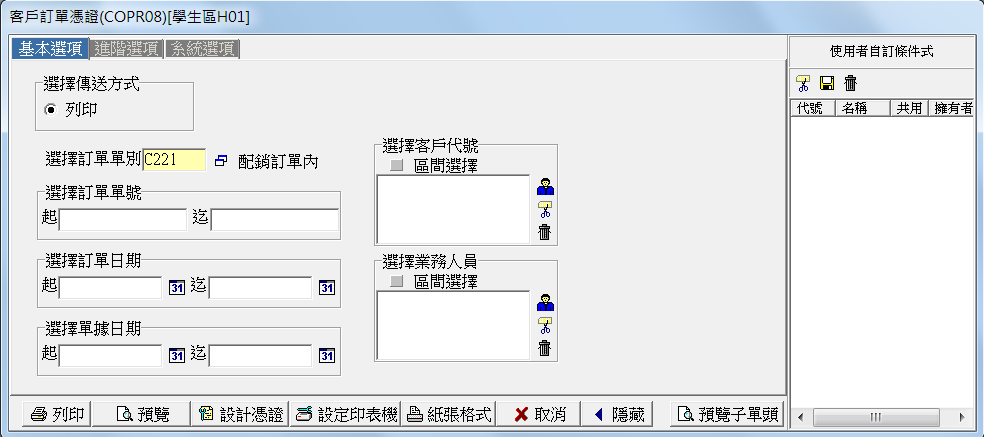 客戶訂單憑證(COPR08)[學生區H01]
基本選項 進階選項 系統選項
選擇傳送方式
列印
選擇訂單單別 C221 配銷訂單內
選擇訂單單號
起 迄
選擇訂單日期
起 31 迄 31
選擇單據日期
起 31 迄 31
選擇客戶代號
區間選擇
選擇業務人員
區間選擇
使用者自訂條件式
代號 名稱 共用 擁有者
列印 預覽 設計憑證 設定印表機 紙張格式 取消 隱藏 預覽子單頭